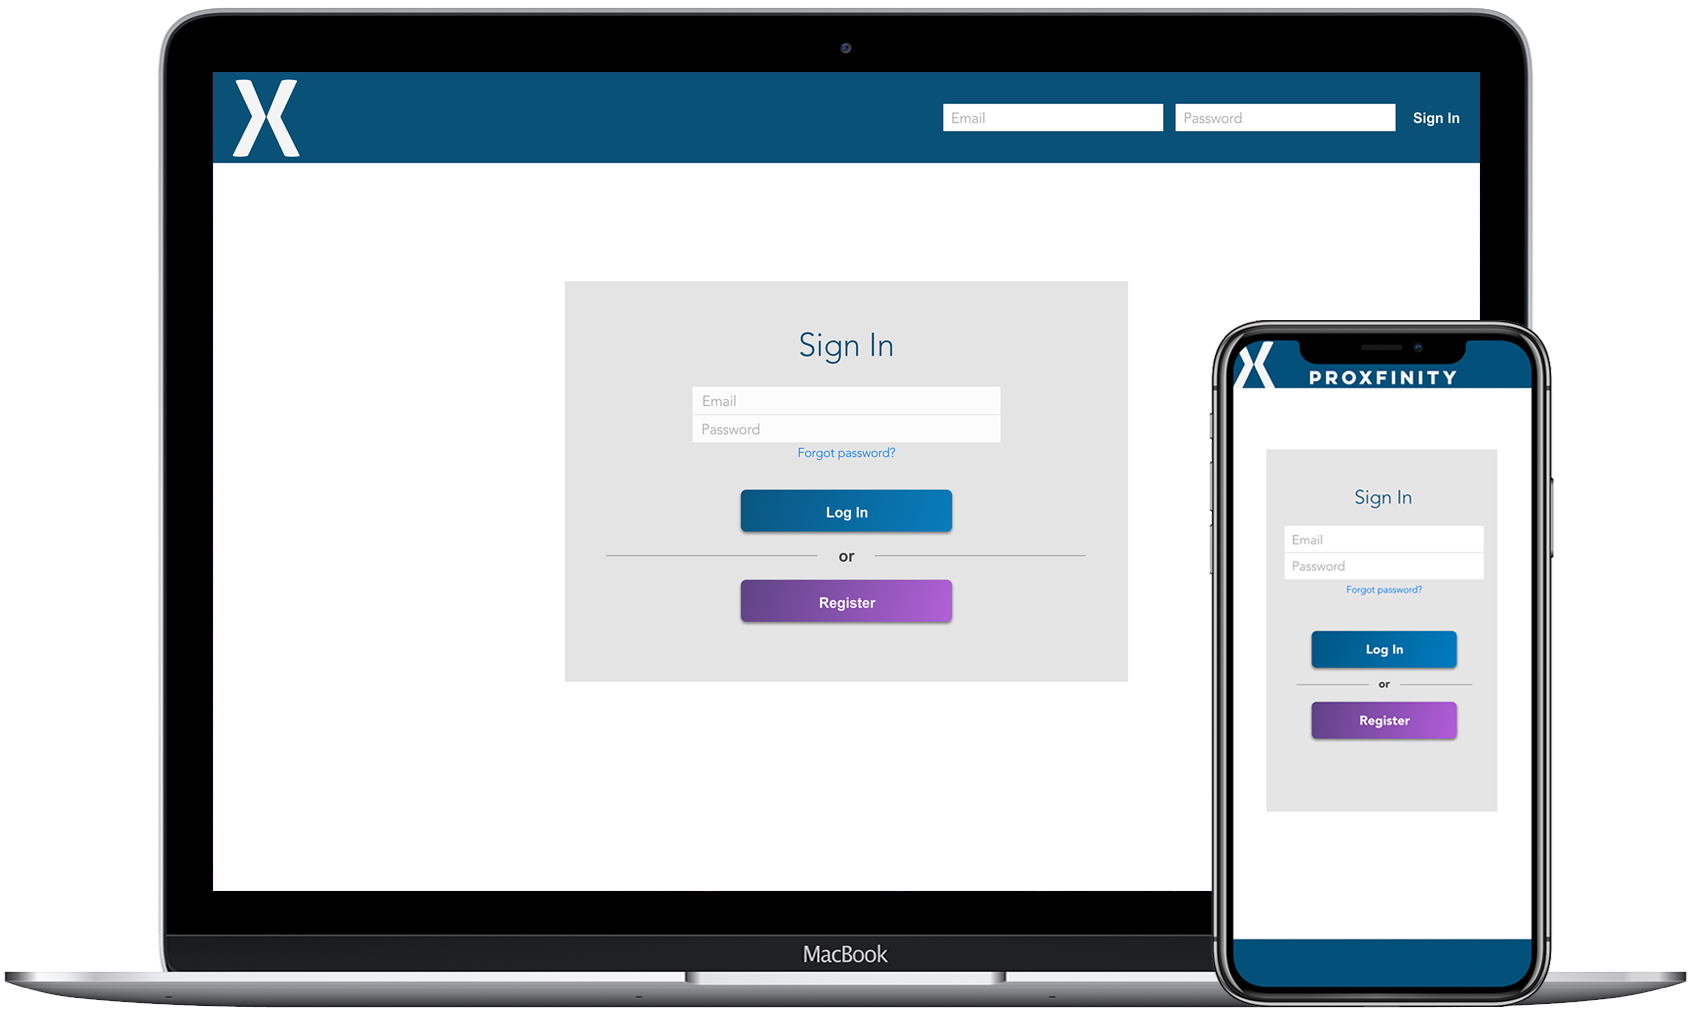 X
Email Password Sign In
Sign In
Email
Password
Forgot password?
Log In
or
Register
MacBook
X PROXFINITY
Sign In
Email
Password
Forgot password?
Log In
or
Register